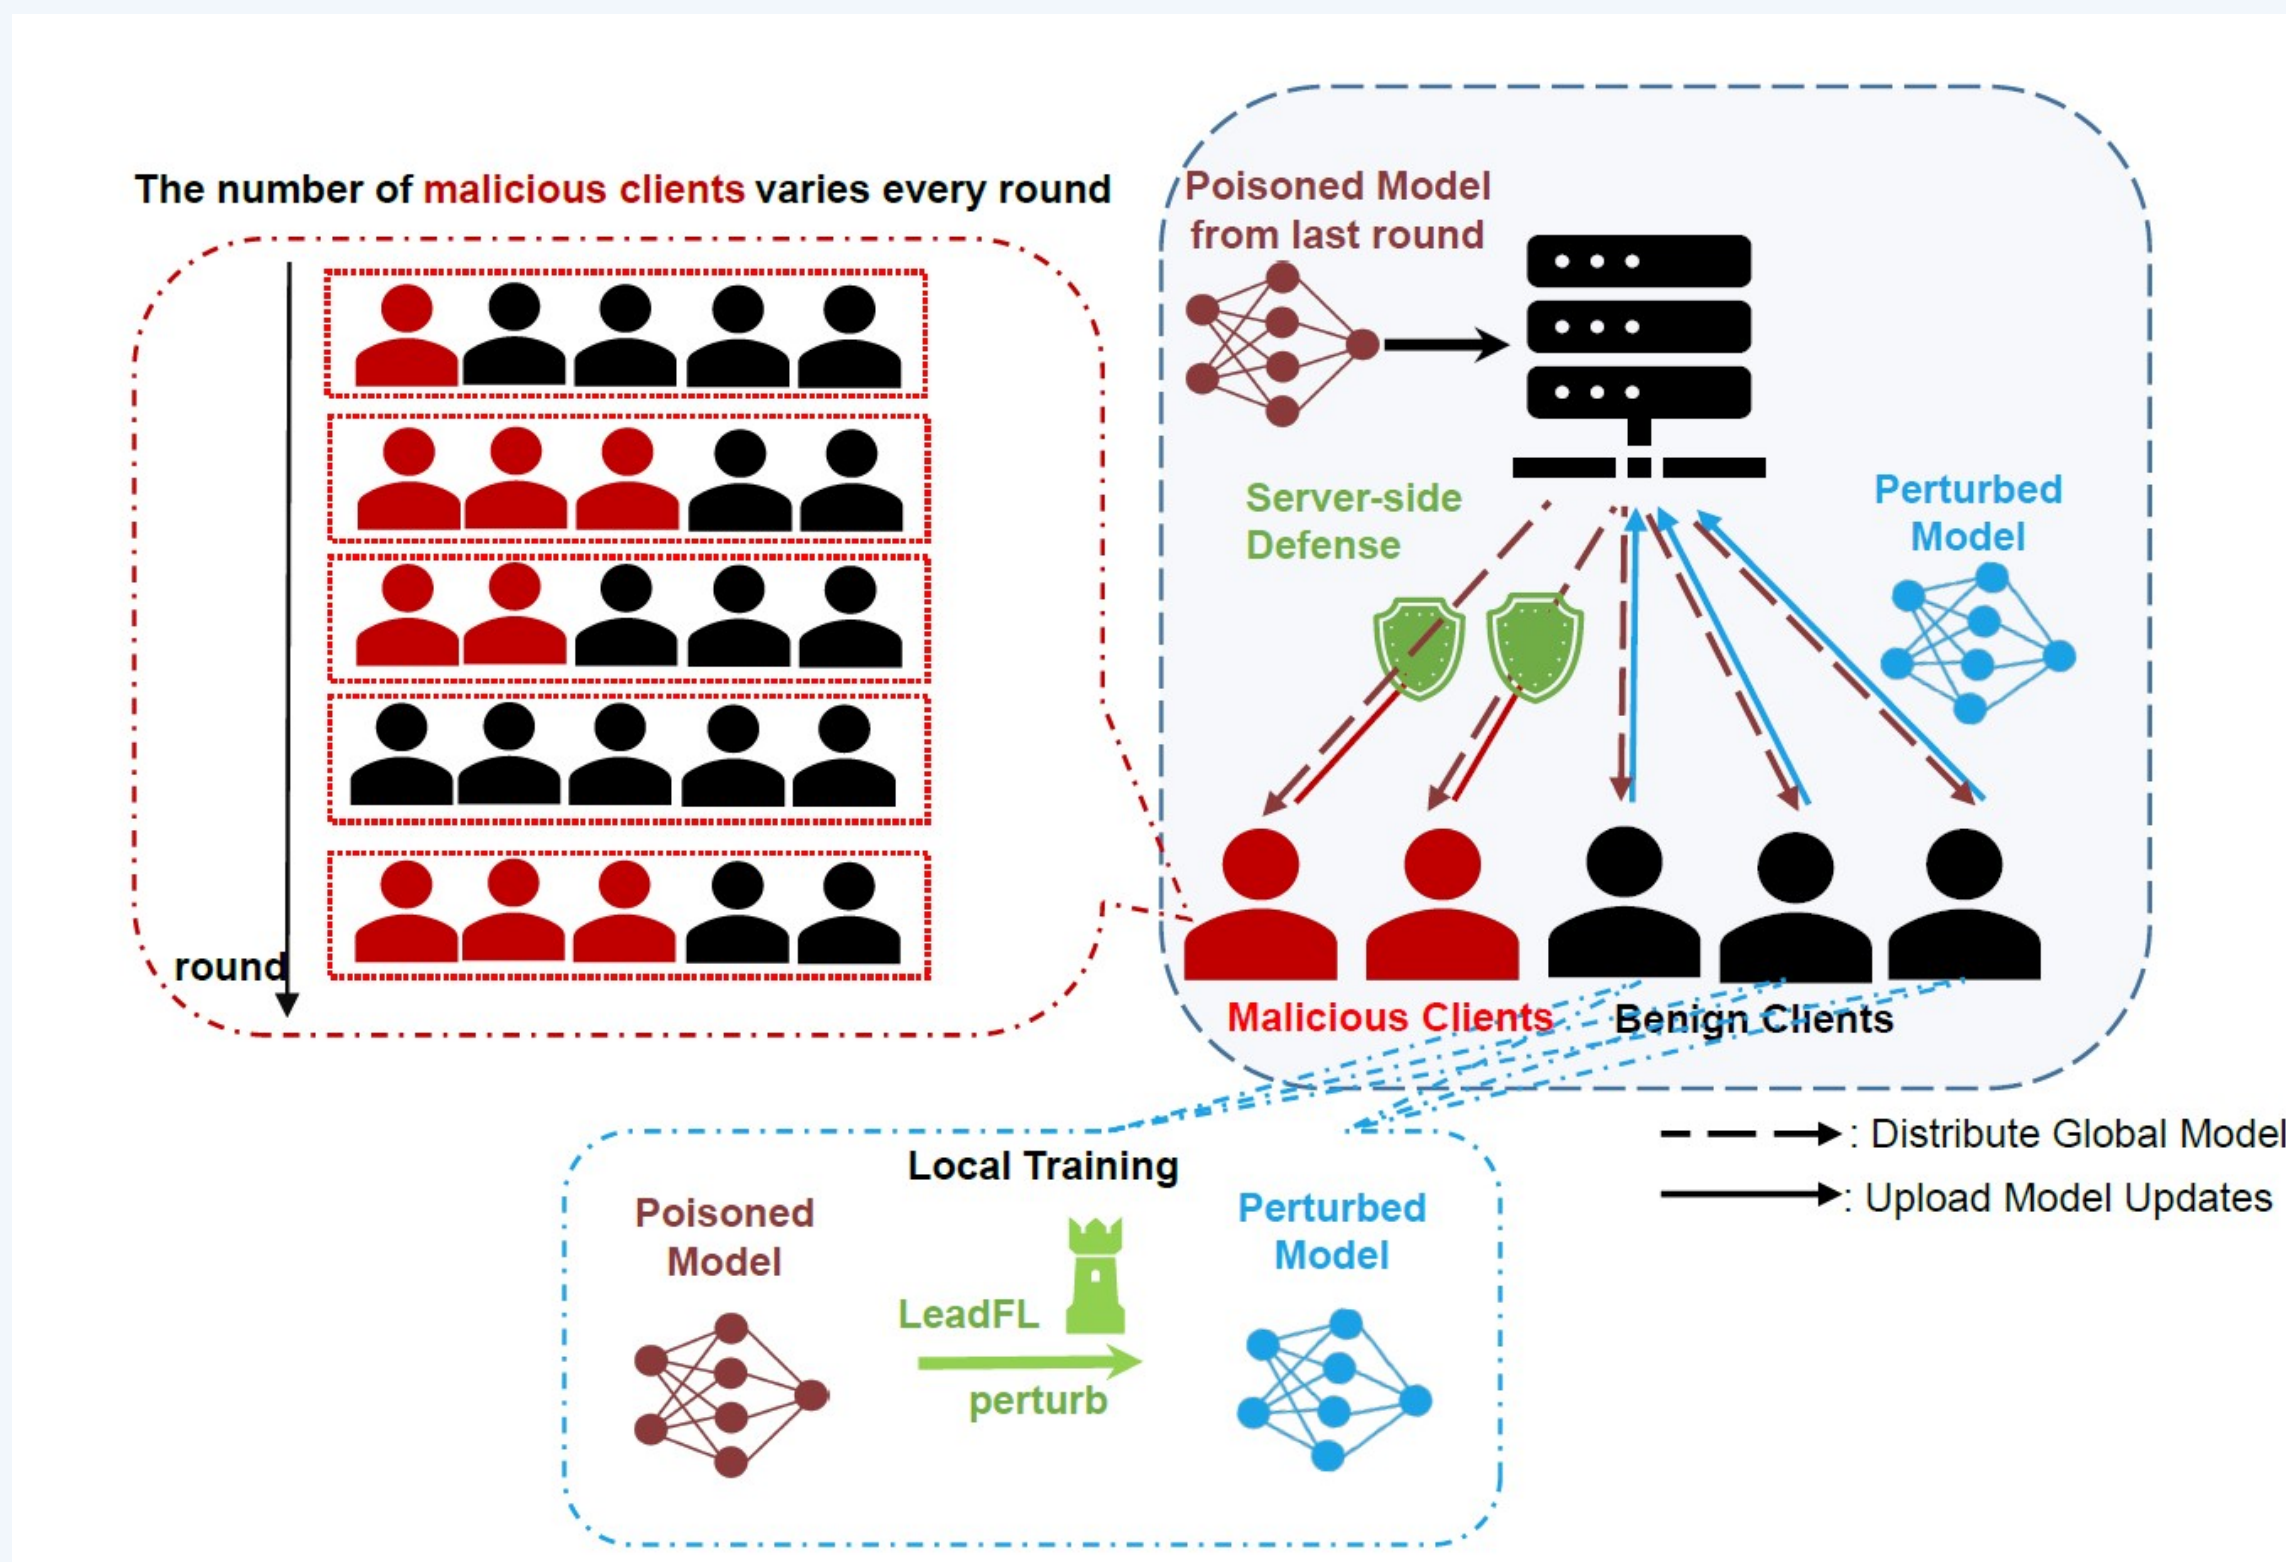 The number of malicious clients varies every round
round
Poisoned Model
from last round
Server-side
Defense
Perturbed
Model
Malicious Clients
Benign Clients
: Distribute Global Model
: Upload Model Updates
Local Training
Poisoned
Model
LeadFL
perturb
Perturbed
Model